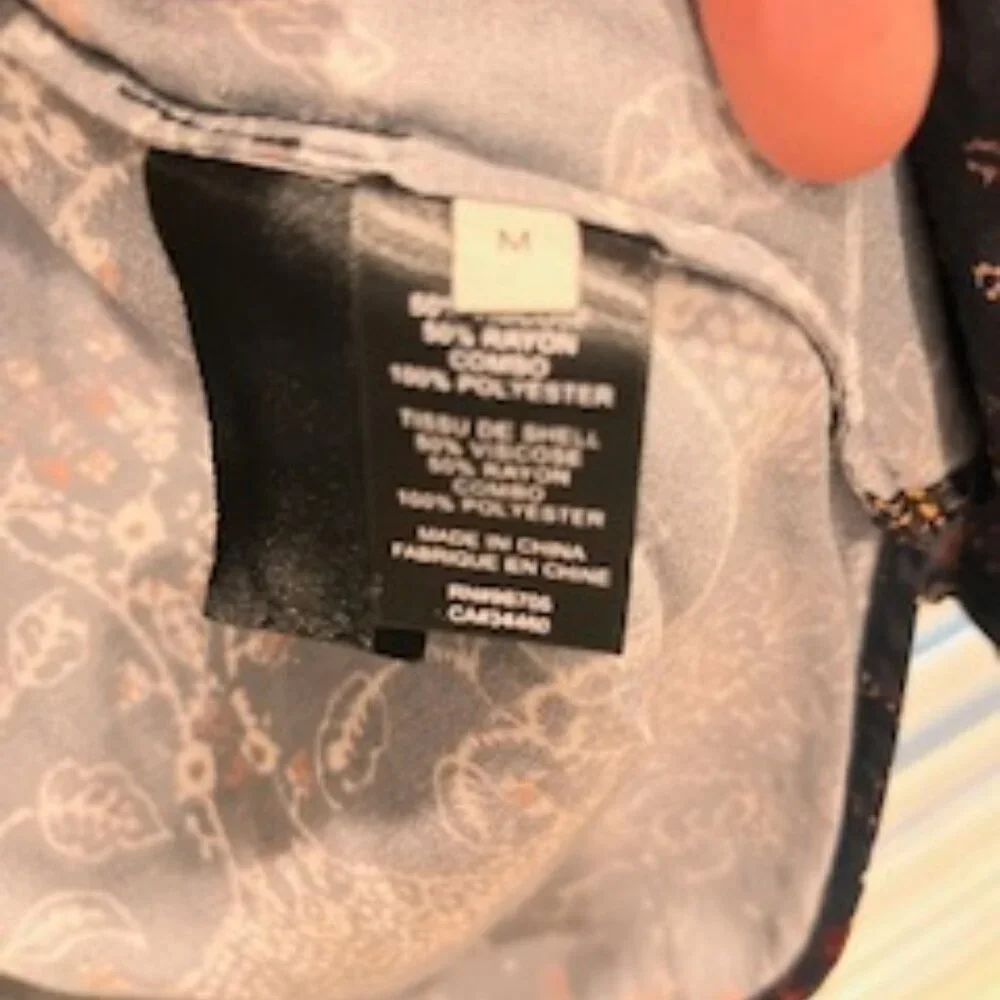 M
50% RAYON
COMBO
100% POLYESTER
TISSU DE SHELL
50% VISCOSE
50% RAYON
COMBO
100% POLYESTER
MADE IN CHINA
FABRIQUE EN CHINE